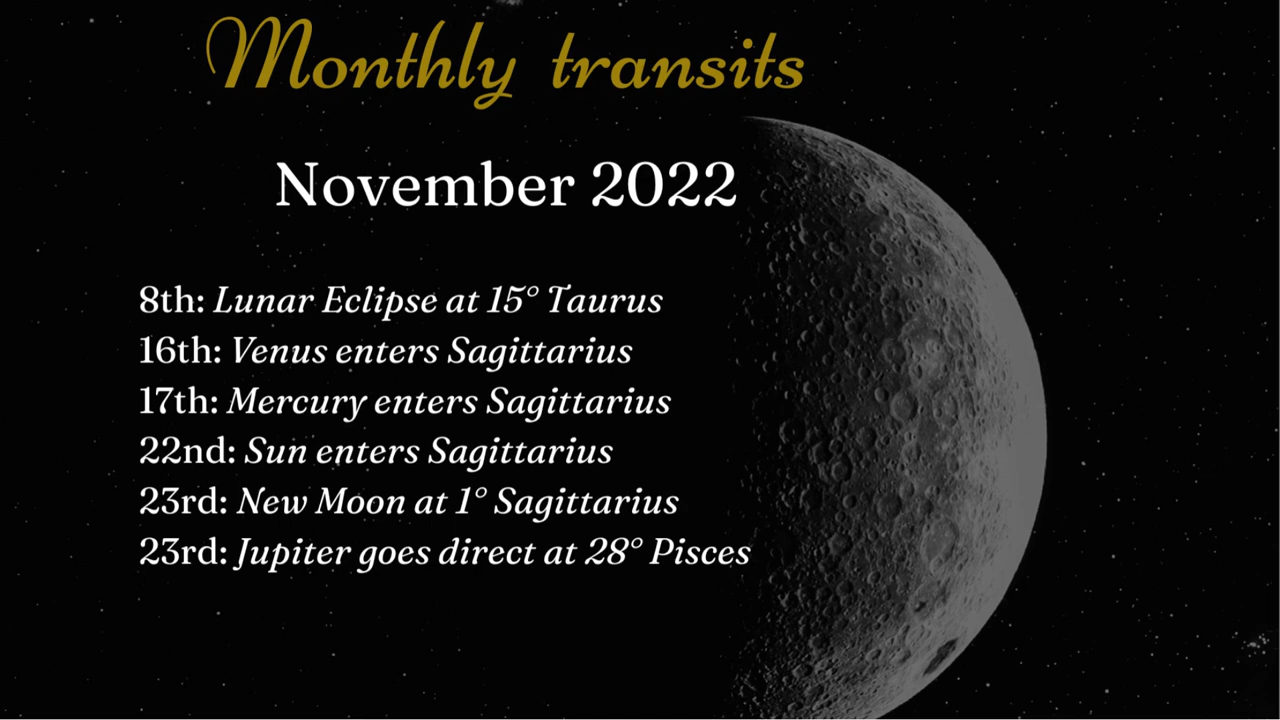 Monthly transits
November 2022
8th: Lunar Eclipse at 15° Taurus
16th: Venus enters Sagittarius
17th: Mercury enters Sagittarius
22nd: Sun enters Sagittarius
23rd: New Moon at 1° Sagittarius
23rd: Jupiter goes direct at 28° Pisces